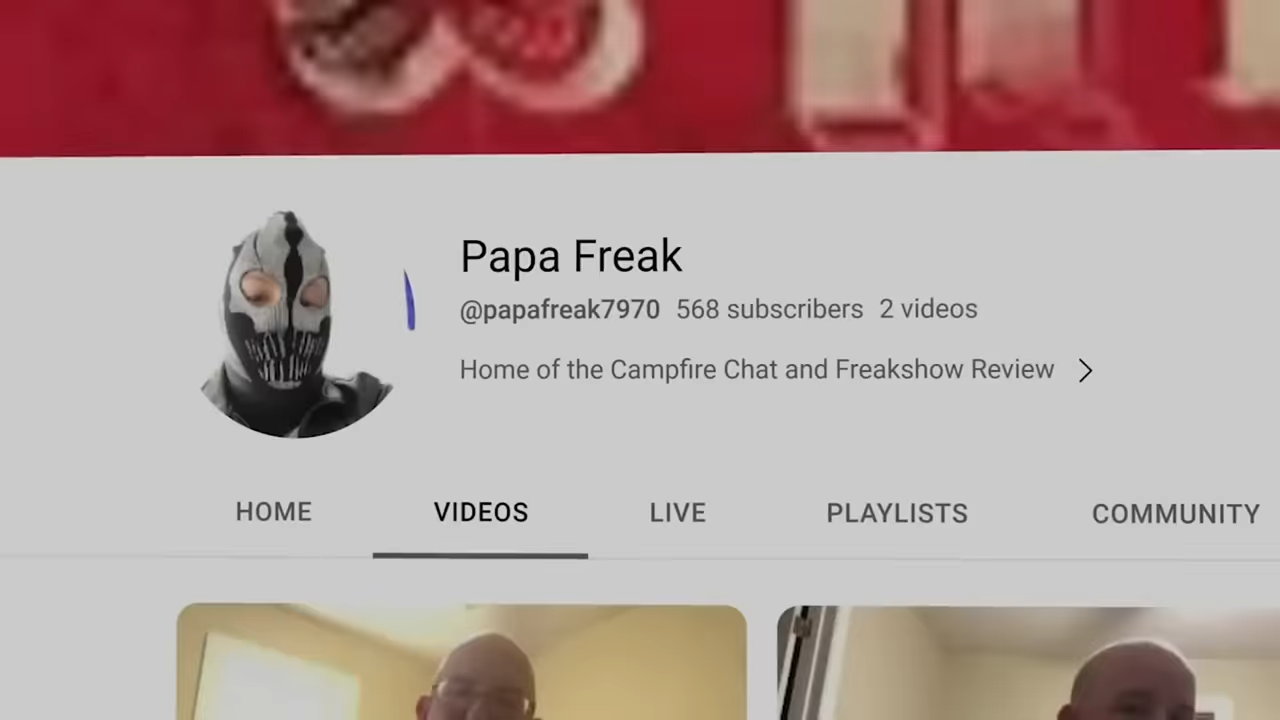 Papa Freak
@papafreak7970 568 subscribers 2 videos
Home of the Campfire Chat and Freakshow Review
HOME VIDEOS LIVE PLAYLISTS COMMUNITY